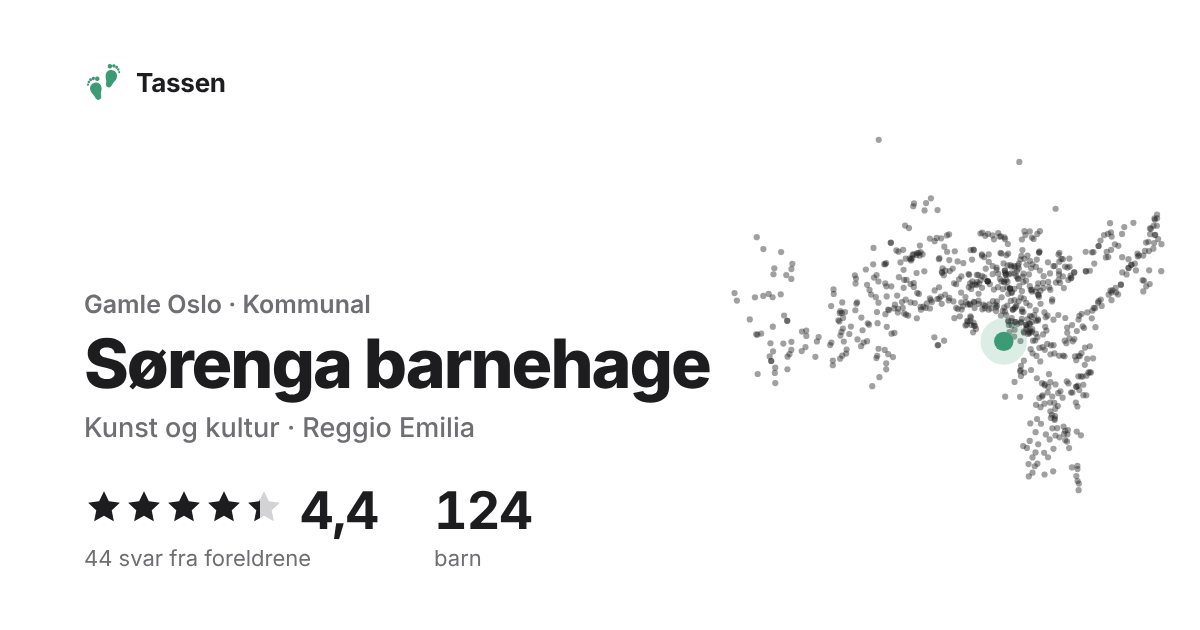 Tassen
Gamle Oslo · Kommunal
Sørenga barnehage
Kunst og kultur · Reggio Emilia
4,4
124
44 svar fra foreldrene
barn